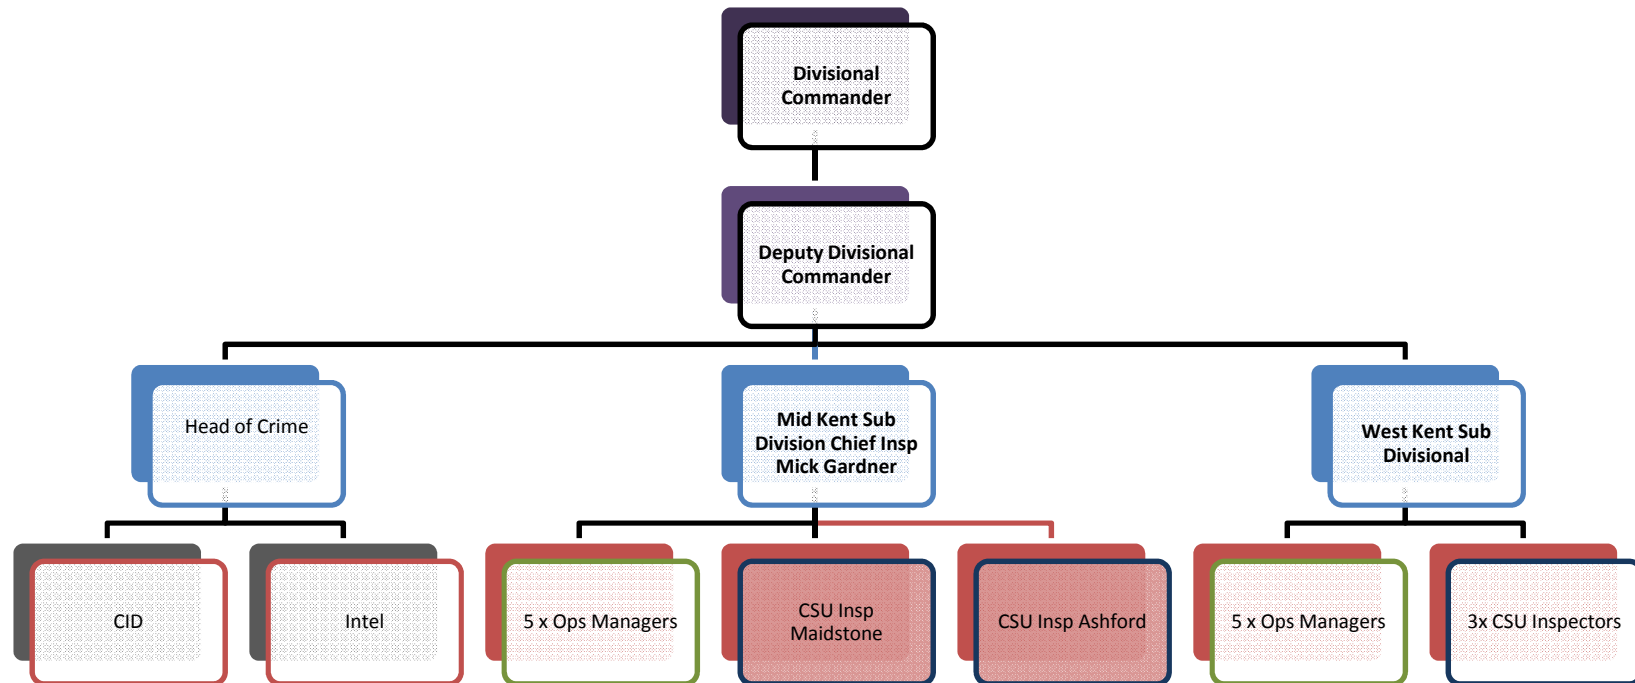 Divisional
Commander
Deputy Divisional
Commander
Head of Crime
Mid Kent Sub
Division Chief Insp
Mick Gardner
West Kent Sub
Divisional
CID
Intel
5 x Ops Managers
CSU Insp
Maidstone
CSU Insp Ashford
5 x Ops Managers
3x CSU Inspectors